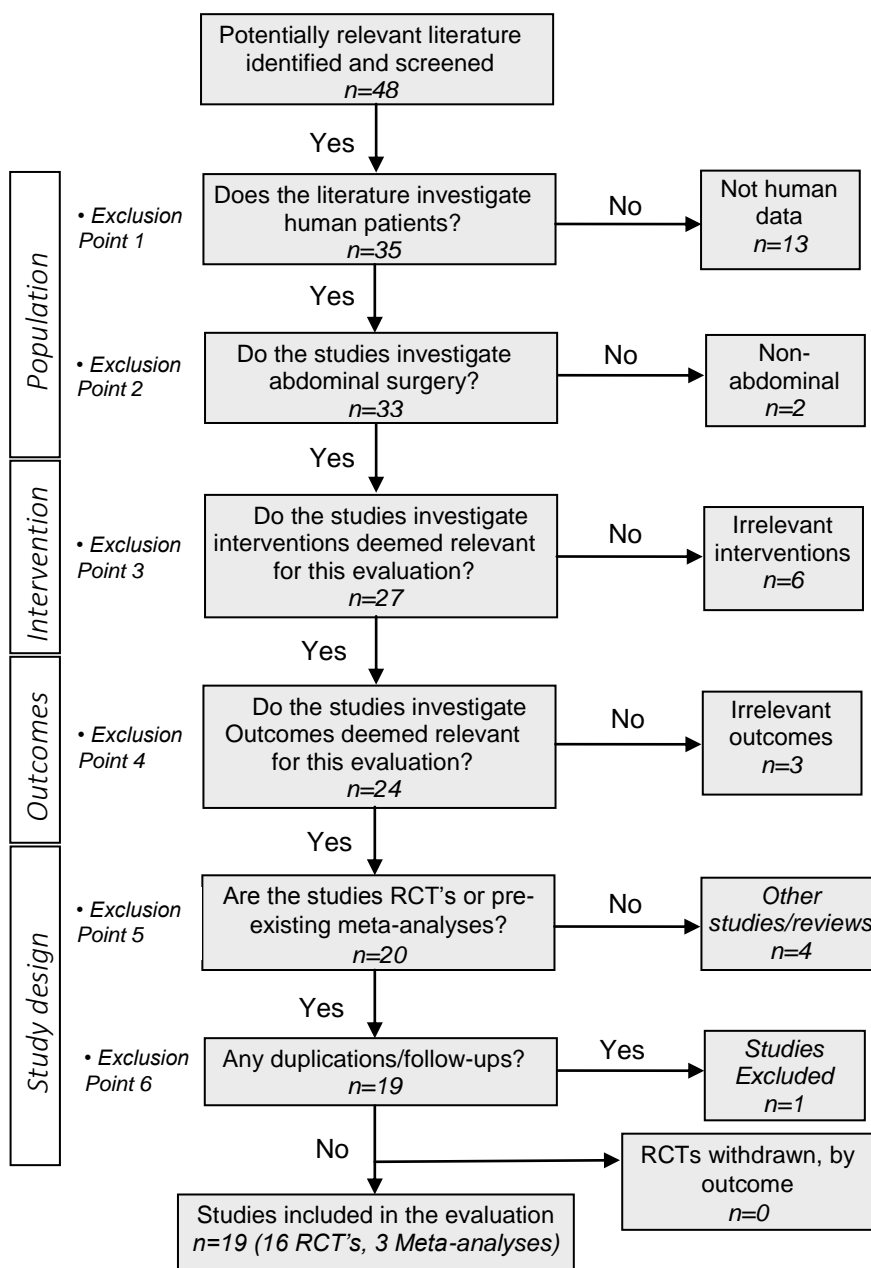 Potentially relevant literature
identified and screened
n=48
Yes
Population
• Exclusion
Point 1
Does the literature investigate
human patients?
n=35
No
Not human
data
n=13
Yes
• Exclusion
Point 2
Do the studies investigate
abdominal surgery?
n=33
No
Non-
abdominal
n=2
Yes
Intervention
• Exclusion
Point 3
Do the studies investigate
interventions deemed relevant
for this evaluation?
n=27
No
Irrelevant
interventions
n=6
Yes
Outcomes
• Exclusion
Point 4
Do the studies investigate
Outcomes deemed relevant
for this evaluation?
n=24
No
Irrelevant
outcomes
n=3
Yes
Study design
• Exclusion
Point 5
Are the studies RCT's or pre-
existing meta-analyses?
n=20
No
Other
studies/reviews
n=4
Yes
• Exclusion
Point 6
Any duplications/follow-ups?
n=19
Yes
Studies
Excluded
n=1
No
RCTs withdrawn, by
outcome
n=0
Studies included in the evaluation
n=19 (16 RCT's, 3 Meta-analyses)